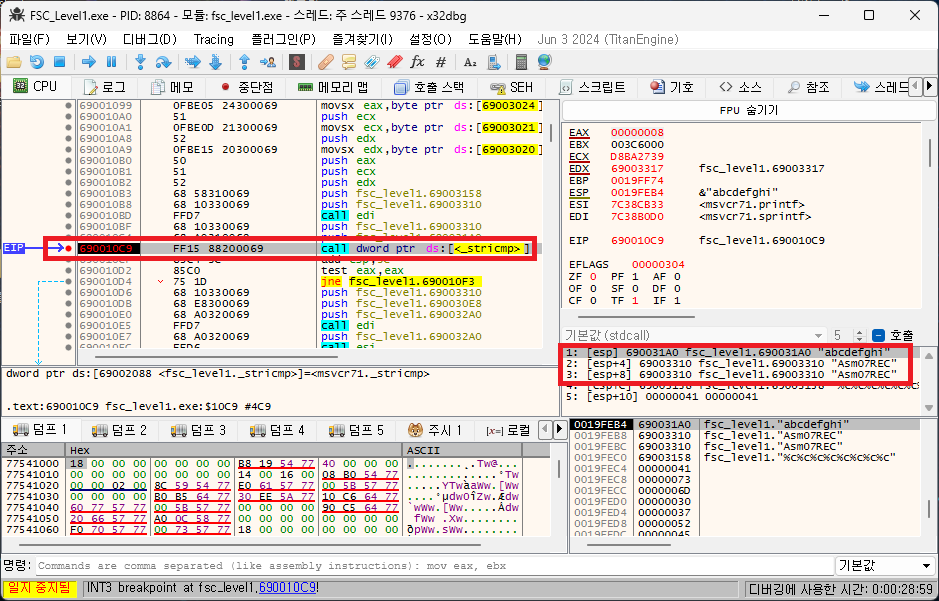 FSC_Level1.exe - PID: 8864 - 모듈: fsc_level1.exe - 스레드: 주 스레드 9376 - x32dbg
파일(F) 보기(V) 디버그(D) Tracing 플러그인(P) 즐겨찾기(I) 설정(O) 도움말(H) Jun 3 2024 (TitanEngine)
CPU 로그 메모 중단점 메모리 맵 호출 스택 SEH 스크립트 기호 소스 참조 스레드
69001099 0FBE05 24300069 movsx eax,byte ptr ds:[69003024]
690010A0 51 push ecx
690010A1 0FBE0D 21300069 movsx ecx,byte ptr ds:[69003021]
690010A8 52 push edx
690010A9 0FBE15 20300069 movsx edx,byte ptr ds:[69003020]
690010B0 50 push eax
690010B1 51 push ecx
690010B2 52 push edx
690010B3 68 58310069 push fsc_level1.69003158
690010B8 68 10330069 push fsc_level1.69003310
690010BD FFD7 call edi
690010BF 68 10330069 push fsc_level1.69003310
EIP 690010C9 FF15 88200069 call dword ptr ds:[<_stricmp>]
690010D2 85C0 test eax,eax
690010D4 75 1D jne fsc_level1.690010F3
690010D6 68 10330069 push fsc_level1.69003310
690010DB 68 E8300069 push fsc_level1.690030E8
690010E0 68 A0320069 push fsc_level1.690032A0
690010E5 FFD7 call edi
690010E7 68 A0320069 push fsc_level1.690032A0
FPU 숨기기
EAX 00000008
EBX 003C6000
ECX D8BA2739
EDX 69003317 fsc_level1.69003317
EBP 0019FF74
ESP 0019FEB4 &"abcdefghi"
ESI 7C38CB33 <msvcr71.printf>
EDI 7C38B0D0 <msvcr71.sprintf>
EIP 690010C9 fsc_level1.690010C9
EFLAGS 00000304
ZF 0 PF 1 AF 0
OF 0 SF 0 DF 0
CF 0 TF 1 IF 1
기본값 (stdcall) 5 호출
1: [esp] 690031A0 fsc_level1.690031A0 "abcdefghi"
2: [esp+4] 69003310 fsc_level1.69003310 "Asm07REC"
3: [esp+8] 69003310 fsc_level1.69003310 "Asm07REC"
5: [esp+10] 00000041 00000041
dword ptr ds:[69002088 <fsc_level1._stricmp>]=<msvcr71._stricmp>
.text:690010C9 fsc_level1.exe:$10C9 #4C9
덤프 1 덤프 2 덤프 3 덤프 4 덤프 5 주시 1 [x=] 로컬
주소 Hex ASCII
77541000 18 00 00 00 00 00 00 00 B8 19 54 77 40 00 00 00 .........Tw@...
77541010 00 00 00 00 00 00 00 00 14 00 16 00 08 B0 54 77 .............°Tw
77541020 00 00 02 00 8C 59 54 77 E0 61 57 77 00 5B 57 77
77541030 00 00 00 00 B0 B5 64 77 30 EE 5A 77 10 C6 64 77
77541040 60 77 57 77 00 5B 57 77 00 00 00 00 90 C5 64 77
77541050 20 66 57 77 A0 0C 58 77 00 00 00 00 00 00 00 00
77541060 F0 70 57 77 00 73 57 77 18 00 00 00 00 00 00 00
0019FEB4 690031A0 fsc_level1."abcdefghi"
0019FEB8 69003310 fsc_level1."Asm07REC"
0019FEBC 69003310 fsc_level1."Asm07REC"
0019FEC0 69003158 fsc_level1."%c%c%c%c%c%c%c%c"
0019FEC4 00000041
0019FEC8 00000073
0019FECC 0000006D
0019FED0 00000030
0019FED4 00000037
0019FED8 00000052
0019FEDC 00000045
명령: Commands are comma separated (like assembly instructions): mov eax, ebx 기본값
일시 중지됨 INT3 breakpoint at fsc_level1.690010C9! 디버깅에 사용한 시간: 0:00:28:59